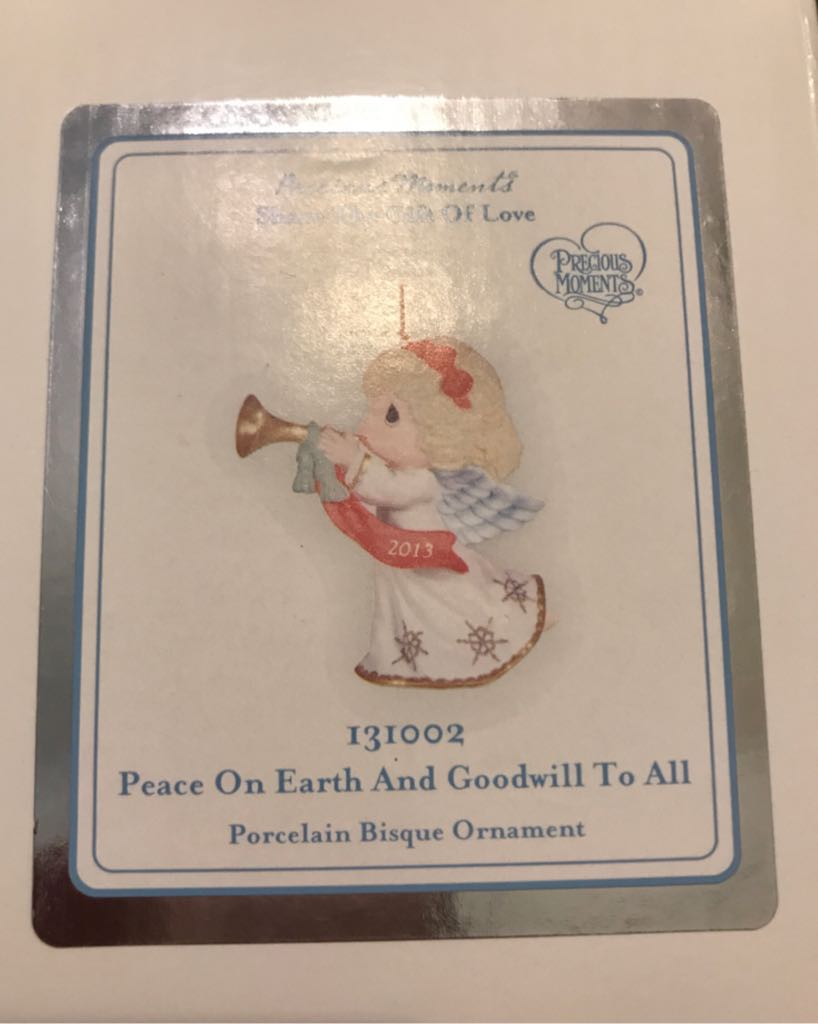 Precious Moments®
Share The Gift Of Love
PRECIOUS
MOMENTS®
2013
131002
Peace On Earth And Goodwill To All
Porcelain Bisque Ornament